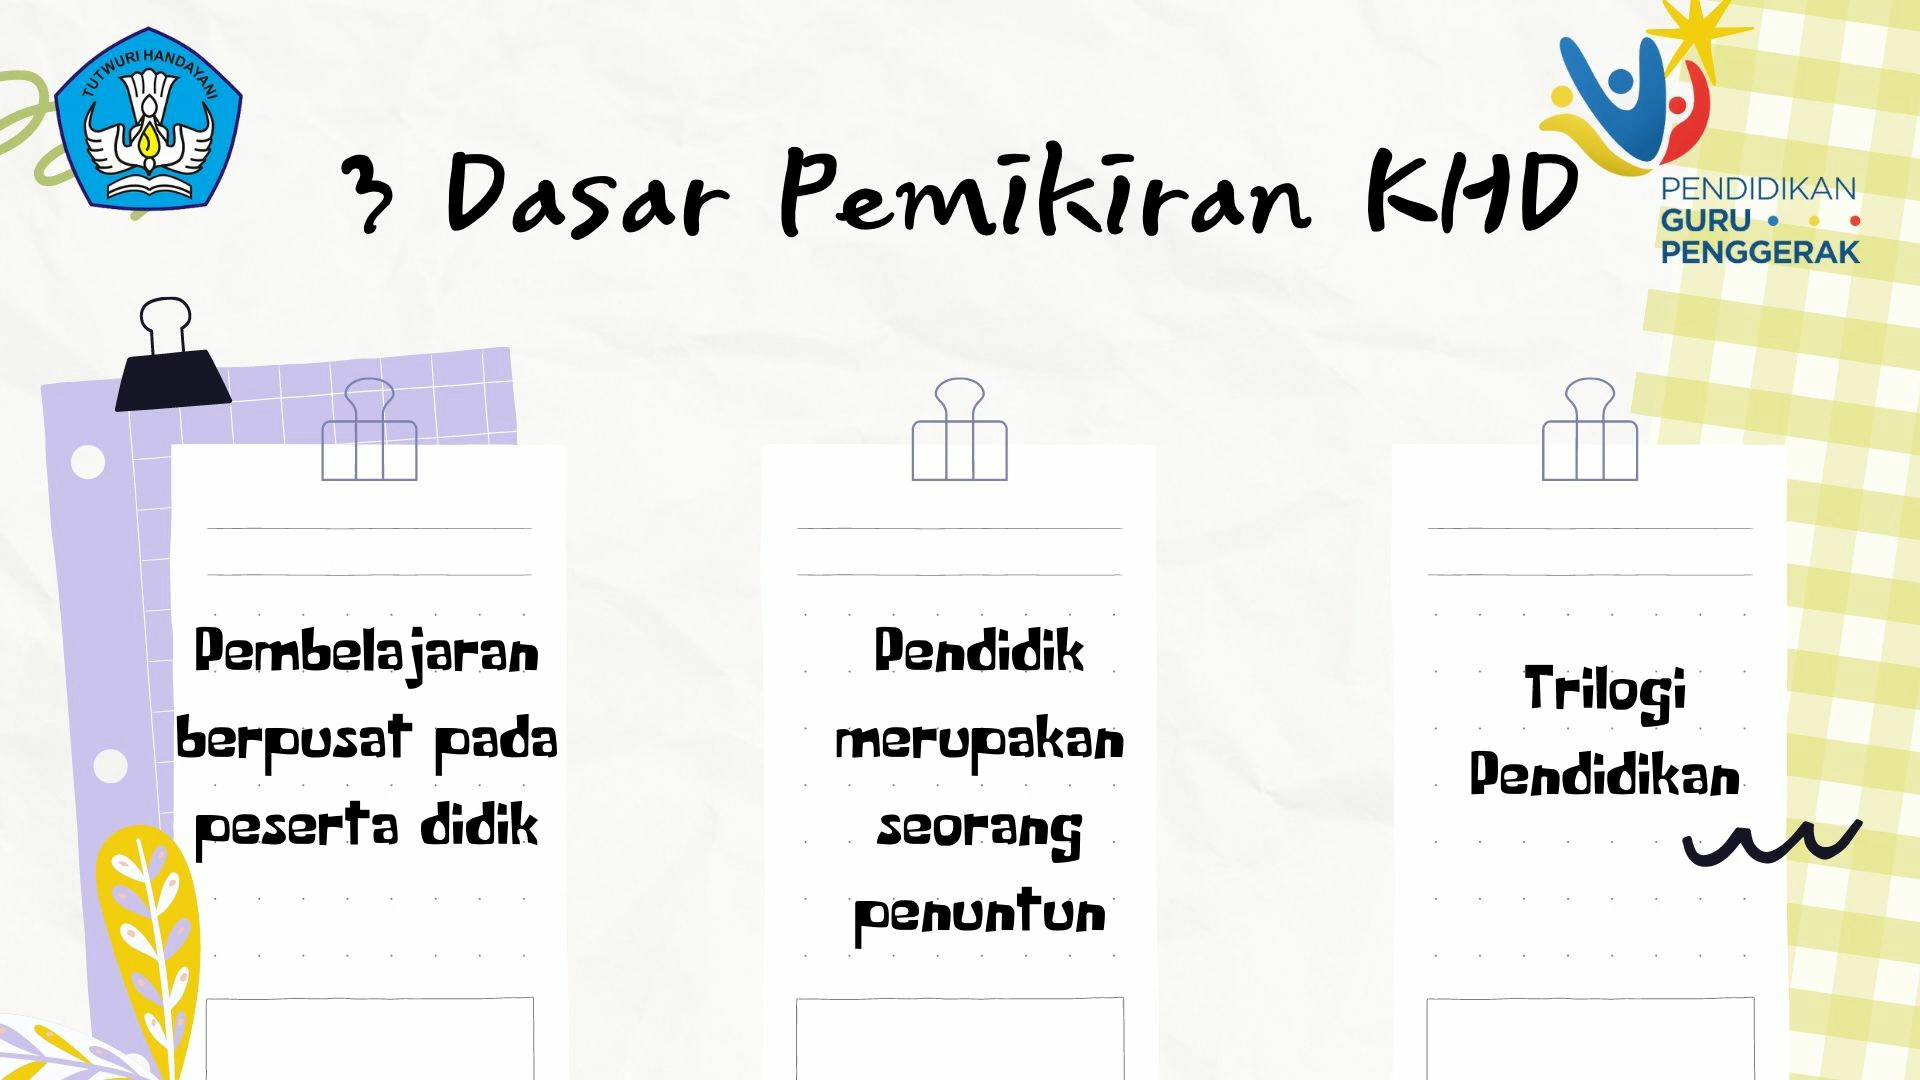 TUTWURI HANDAYANI
3 Dasar Pemikiran KHD
PENDIDIKAN
GURU
PENGGERAK
Pembelajaran
berpusat pada
peserta didik
Pendidik
merupakan
seorang
penuntun
Trilogi
Pendidikan